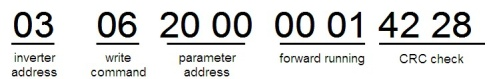 03 06 20 00 00 01 42 28
inverter address write command parameter address forward running CRC check